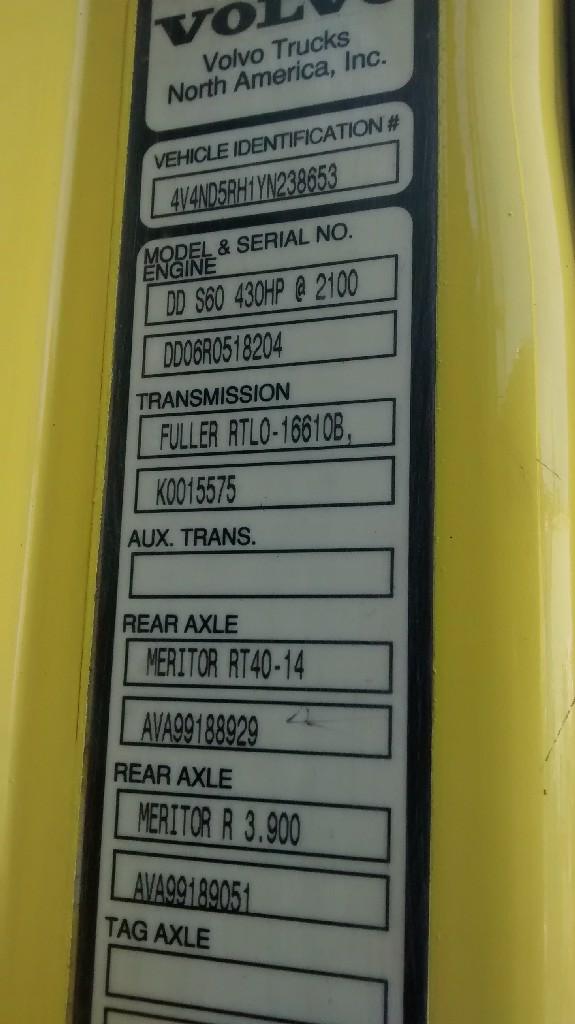 VOLVO
Volvo Trucks
North America, Inc.
VEHICLE IDENTIFICATION #
4V4ND5RH1YN238653
MODEL & SERIAL NO.
ENGINE
DD S60 430HP @ 2100
DD06R0518204
TRANSMISSION
FULLER RTLO-16610B,
K0015575
AUX. TRANS.
REAR AXLE
MERITOR RT40-14
AVA99188929
REAR AXLE
MERITOR R 3.900
AVA99189051
TAG AXLE